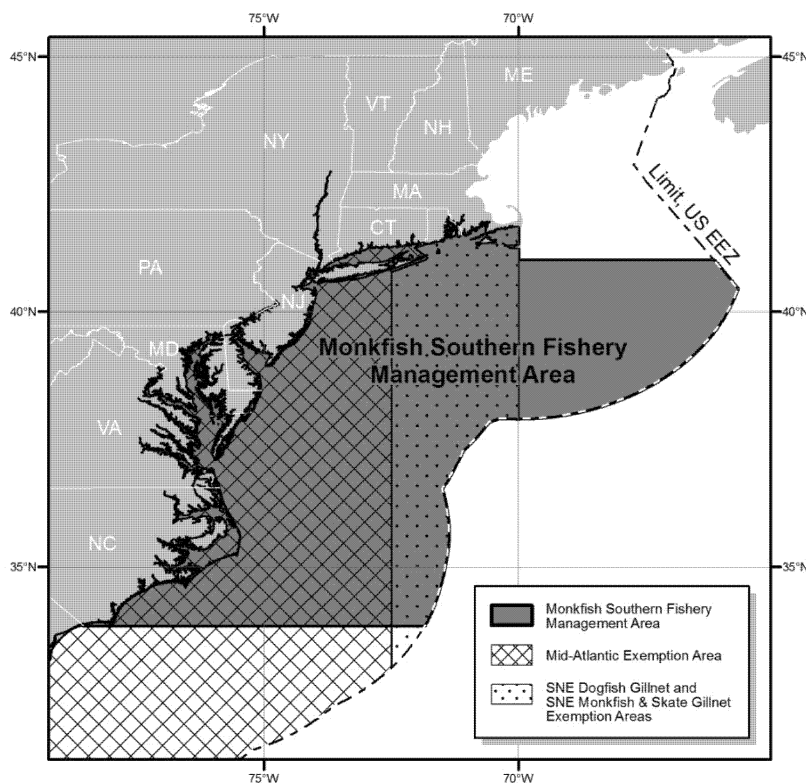 75°W
70°W
45°N
45°N
ME
VT
NH
NY
MA
CT
Limit, US EEZ
PA
NJ
40°N
40°N
MD
Monkfish Southern Fishery
Management Area
VA
NC
35°N
35°N
Monkfish Southern Fishery
Management Area
Mid-Atlantic Exemption Area
SNE Dogfish Gillnet and
SNE Monkfish & Skate Gillnet
Exemption Areas
75°W
70°W